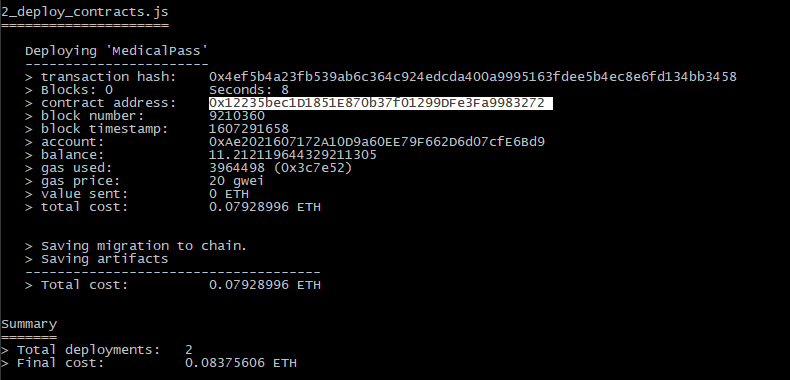 2_deploy_contracts.js
=====================
Deploying 'MedicalPass'
-----------------------
> transaction hash:    0x4ef5b4a23fb539ab6c364c924edcda400a9995163fdee5b4ec8e6fd134bb3458
> Blocks: 0            Seconds: 8
> contract address:    0x12235bec1D1851E870b37f01299DFe3Fa9983272
> block number:        9210360
> block timestamp:     1607291658
> account:             0xAe2021607172A10D9a60EE79F662D6d07cfE6Bd9
> balance:             11.212119644329211305
> gas used:            3964498 (0x3c7e52)
> gas price:           20 gwei
> value sent:          0 ETH
> total cost:          0.07928996 ETH
> Saving migration to chain.
> Saving artifacts
-------------------------------------
> Total cost:          0.07928996 ETH
Summary
=======
> Total deployments:   2
> Final cost:          0.08375606 ETH